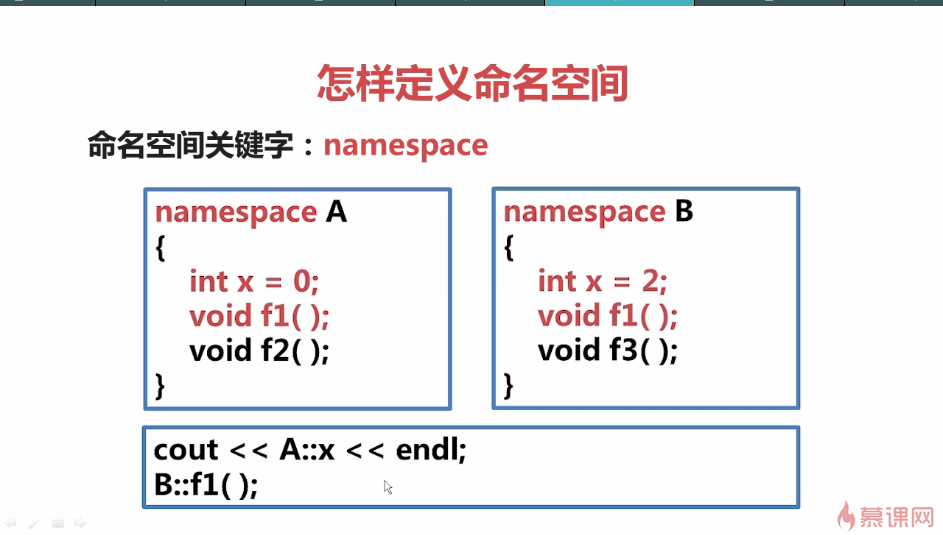 怎样定义命名空间
命名空间关键字：namespace
namespace A
{
int x = 0;
void f1( );
void f2( );
}
namespace B
{
int x = 2;
void f1( );
void f3( );
}
cout << A::x << endl;
B::f1( );
慕课网